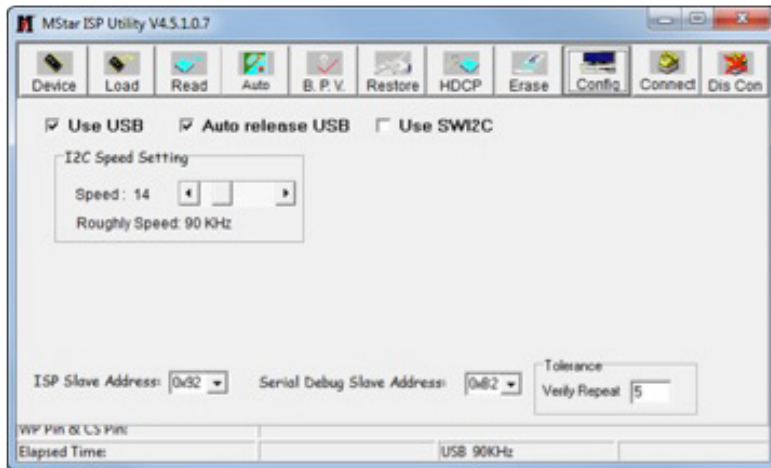 MStar ISP Utility V4.5.1.0.7
Device Load Read Auto B. P. V. Restore HDCP Erase Config Connect Dis Con
Use USB Auto release USB Use SWI2C
I2C Speed Setting
Speed : 14
Roughly Speed: 90 KHz
Tolerance
ISP Slave Address: 0x92 Serial Debug Slave Address: 0xB2 Verify Repeat 5
WP Pin & CS Pin:
Elapsed Time: USB 90KHz